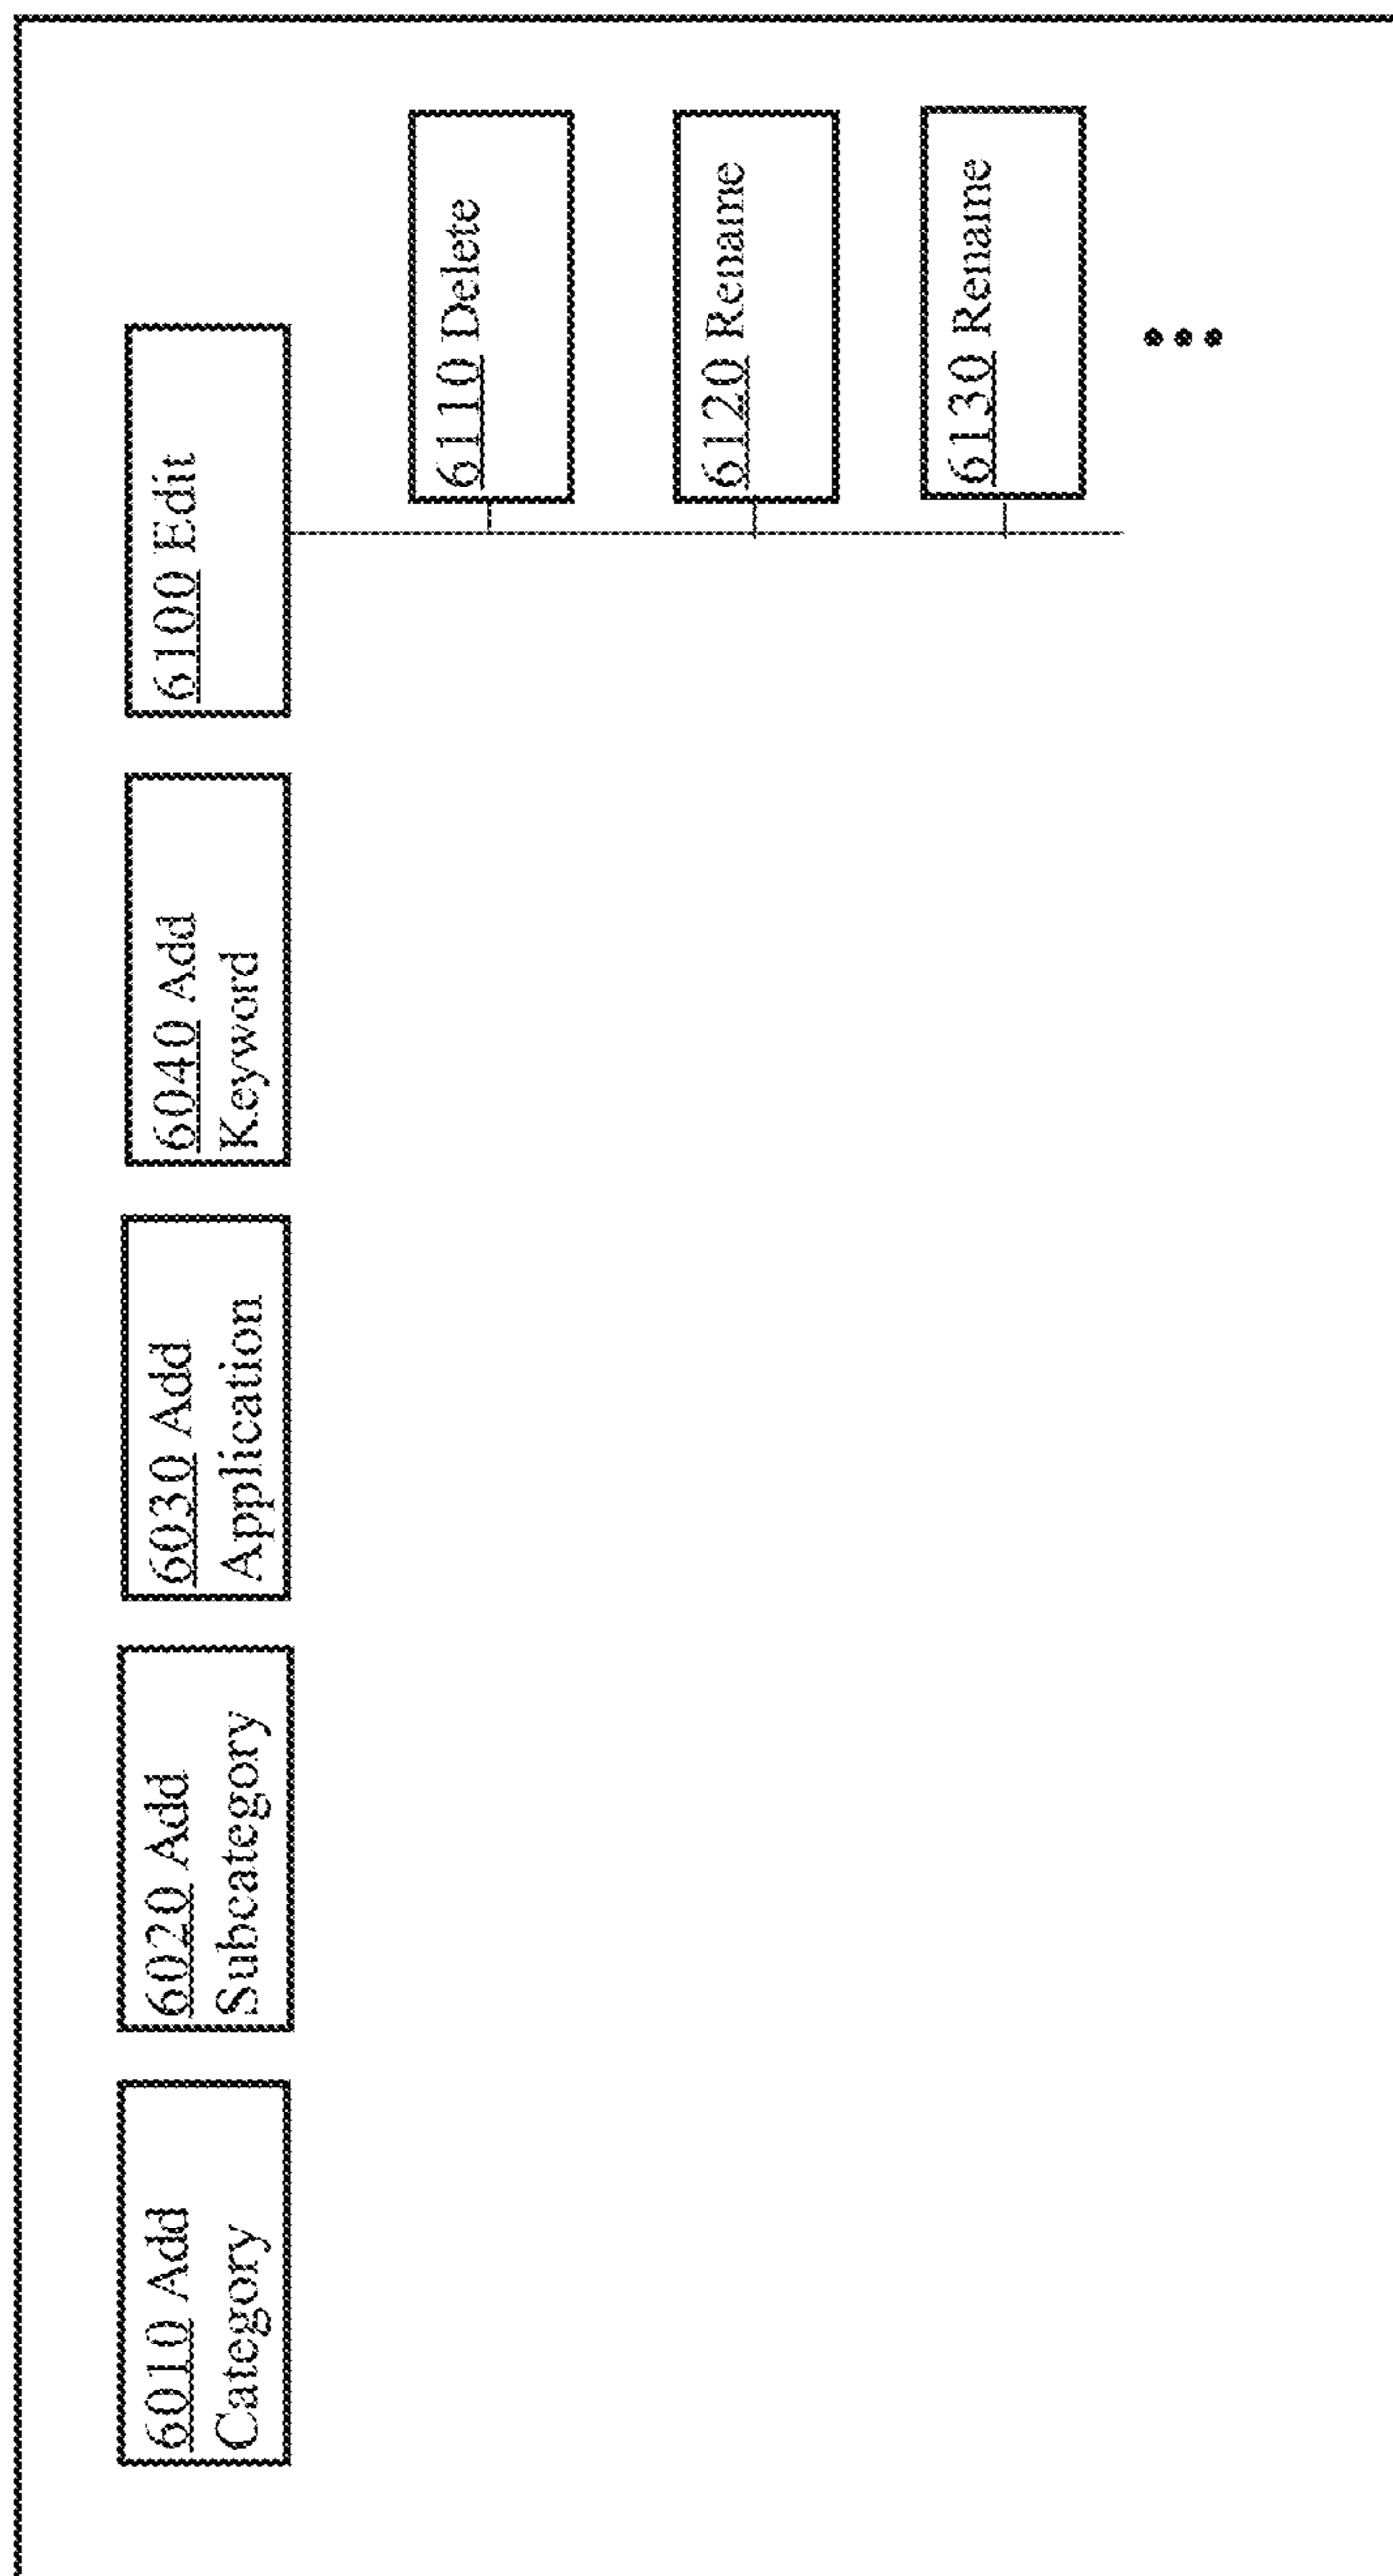 6010 Add
Category
6020 Add
Subcategory
6030 Add
Application
6040 Add
Keyword
6100 Edit
6110 Delete
6120 Rename
6130 Rename